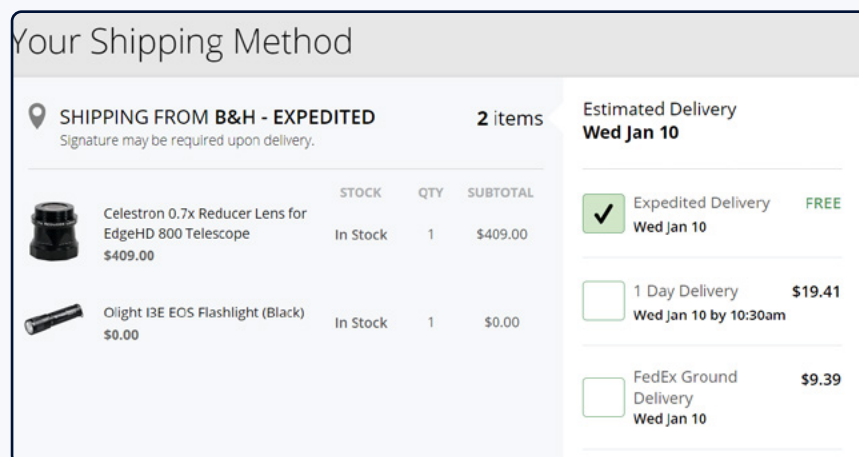 Your Shipping Method
SHIPPING FROM B&H - EXPEDITED
2 items
Signature may be required upon delivery.
STOCK QTY SUBTOTAL
Celestron 0.7x Reducer Lens for
EdgeHD 800 Telescope
In Stock 1 $409.00
$409.00
Olight I3E EOS Flashlight (Black)
In Stock 1 $0.00
$0.00
Estimated Delivery
Wed Jan 10
Expedited Delivery FREE
Wed Jan 10
1 Day Delivery $19.41
Wed Jan 10 by 10:30am
FedEx Ground $9.39
Delivery
Wed Jan 10